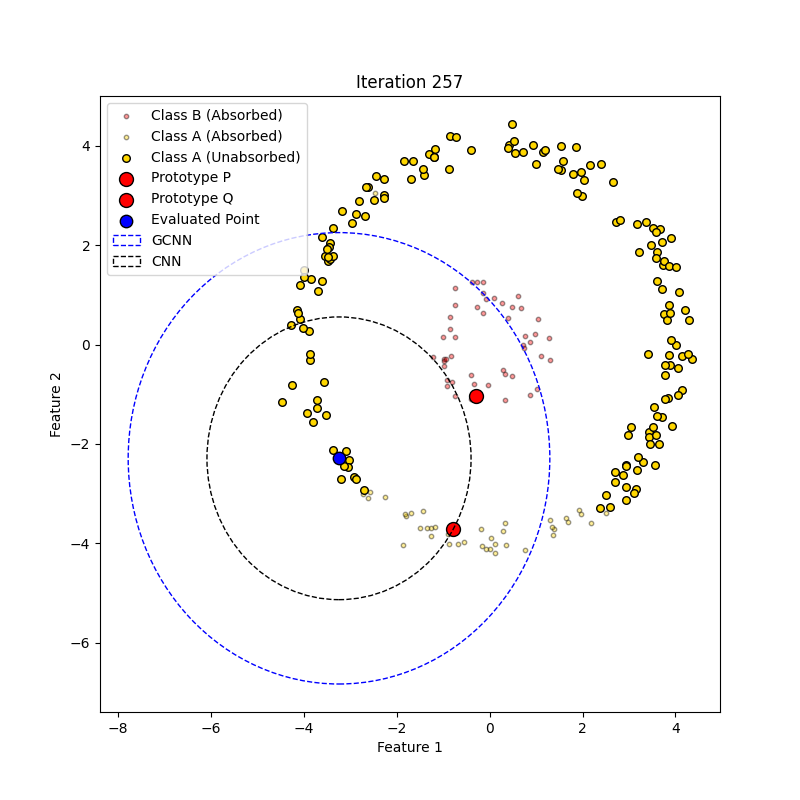 Iteration 257
Class B (Absorbed)
Class A (Absorbed)
Class A (Unabsorbed)
Prototype P
Prototype Q
Evaluated Point
GCNN
CNN
4
2
0
−2
−4
−6
Feature 2
−8
−6
−4
−2
0
2
4
Feature 1